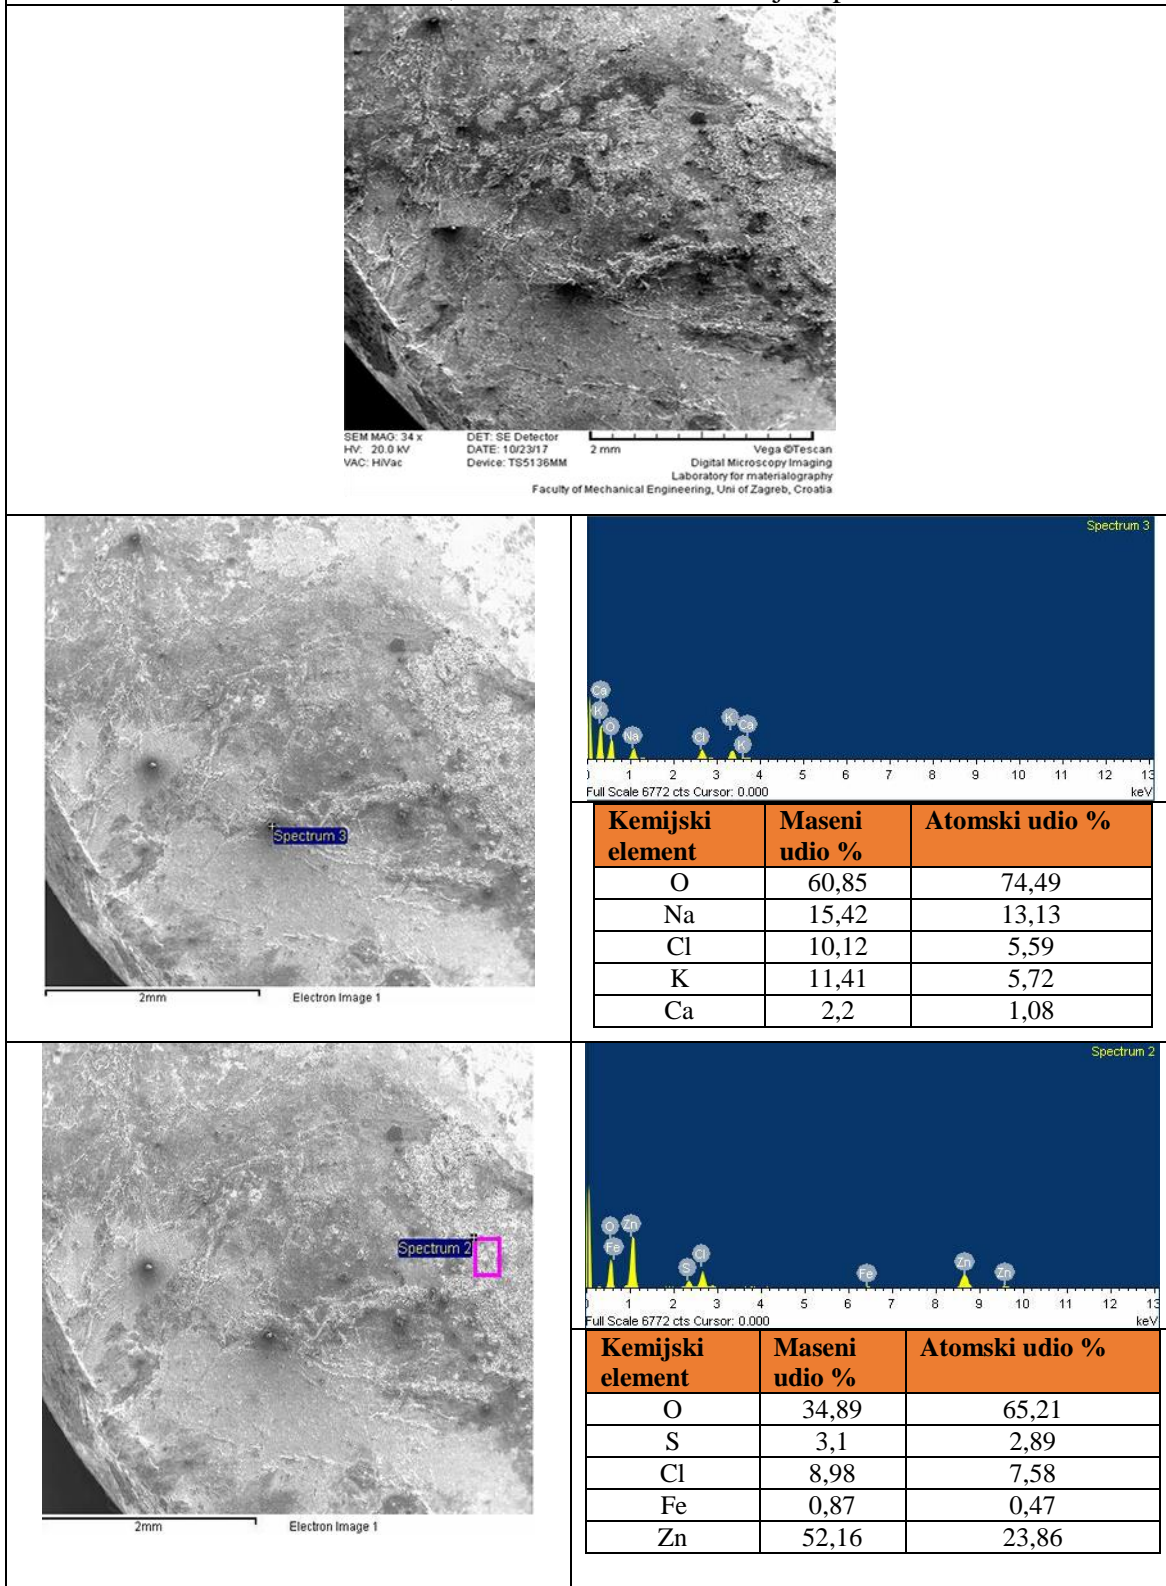 SEM MAG: 34 x
DET: SE Detector
HV: 20.0 kV
DATE: 10/23/17
2 mm
Vega ©Tescan
VAC: HiVac
Device: TS5136MM
Digital Microscopy Imaging
Laboratory for materialography
Faculty of Mechanical Engineering, Uni of Zagreb, Croatia
Spectrum 3
2mm
Electron Image 1
Spectrum 3
Ca
K
O
Na
Cl
K
Ca
K
0 1 2 3 4 5 6 7 8 9 10 11 12 13
Full Scale 6772 cts Cursor: 0.000
keV
Kemijski element Maseni udio % Atomski udio %
O 60,85 74,49
Na 15,42 13,13
Cl 10,12 5,59
K 11,41 5,72
Ca 2,2 1,08
Spectrum 2
2mm
Electron Image 1
Spectrum 2
O
Zn
Fe
S
Cl
Fe
Zn
Zn
0 1 2 3 4 5 6 7 8 9 10 11 12 13
Full Scale 6772 cts Cursor: 0.000
keV
Kemijski element Maseni udio % Atomski udio %
O 34,89 65,21
S 3,1 2,89
Cl 8,98 7,58
Fe 0,87 0,47
Zn 52,16 23,86